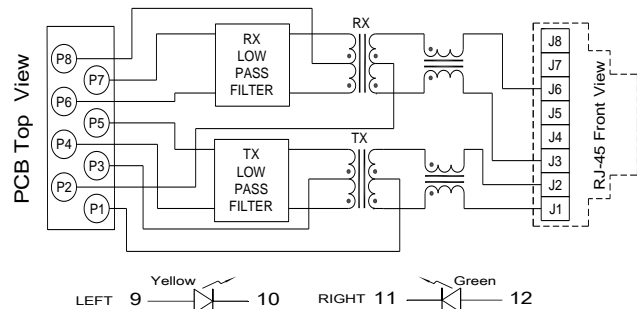 PCB Top View
P8
P7
P6
P5
P4
P3
P2
P1
RX
LOW
PASS
FILTER
TX
LOW
PASS
FILTER
RX
TX
J8
J7
J6
J5
J4
J3
J2
J1
RJ-45 Front View
Yellow
LEFT 9 10
Green
RIGHT 11 12